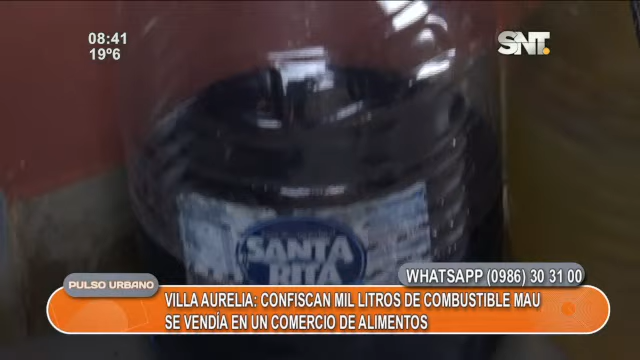 08:41
19°6
SNT.
SANTA
RITA
PULSO URBANO
WHATSAPP (0986) 30 31 00
VILLA AURELIA: CONFISCAN MIL LITROS DE COMBUSTIBLE MAU
SE VENDÍA EN UN COMERCIO DE ALIMENTOS